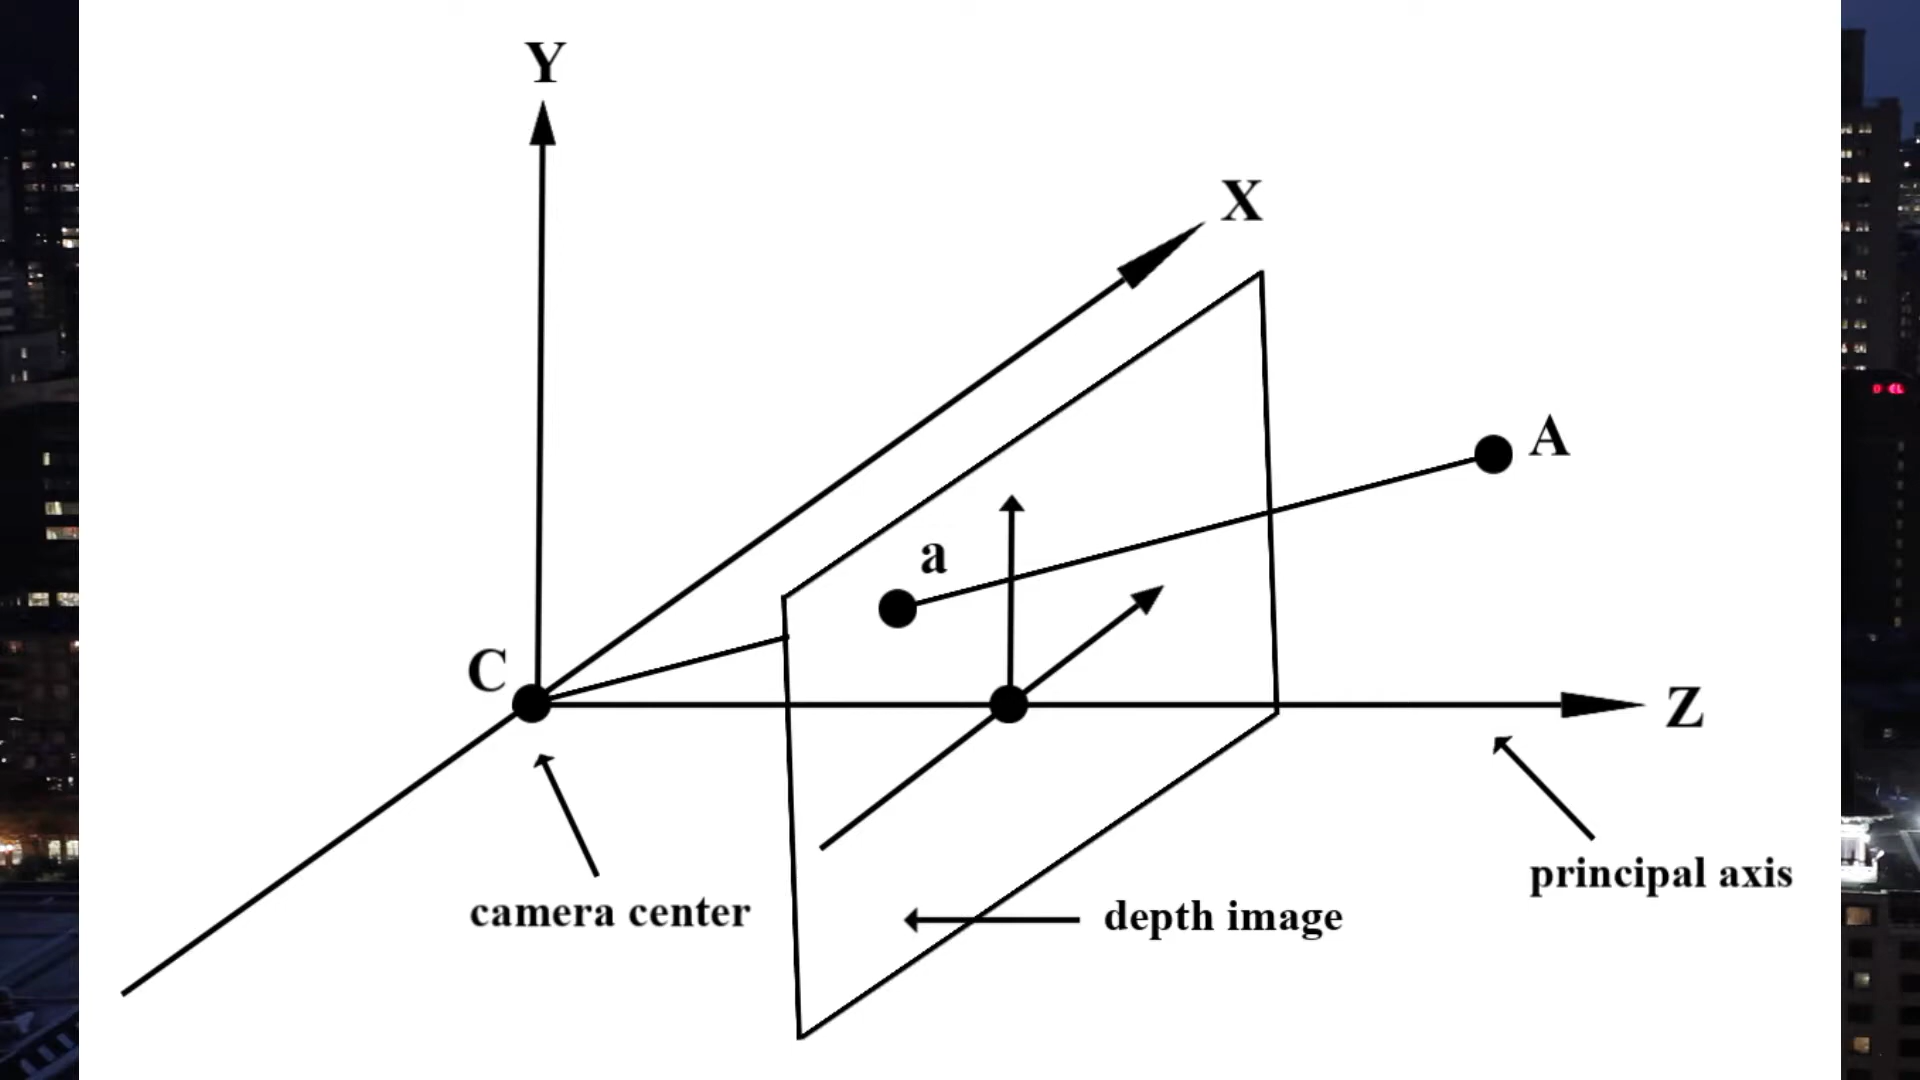 Y
X
A
a
C
Z
camera center
depth image
principal axis